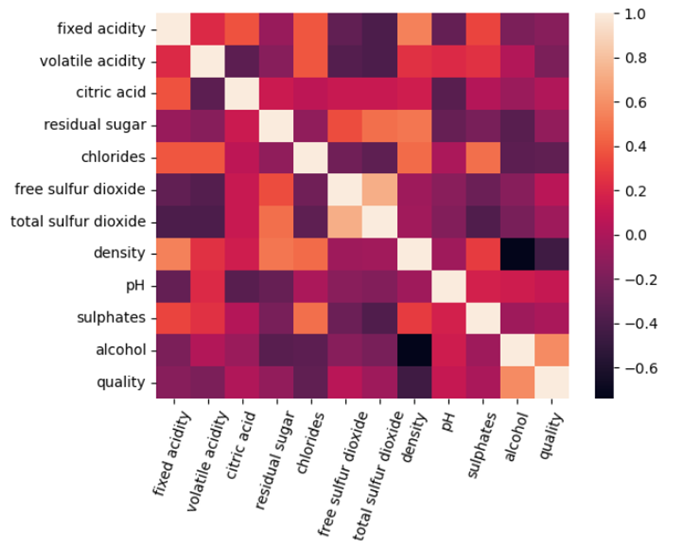 fixed acidity
volatile acidity
citric acid
residual sugar
chlorides
free sulfur dioxide
total sulfur dioxide
density
pH
sulphates
alcohol
quality
fixed acidity
volatile acidity
citric acid
residual sugar
chlorides
free sulfur dioxide
total sulfur dioxide
density
pH
sulphates
alcohol
quality
1.0
0.8
0.6
0.4
0.2
0.0
−0.2
−0.4
−0.6